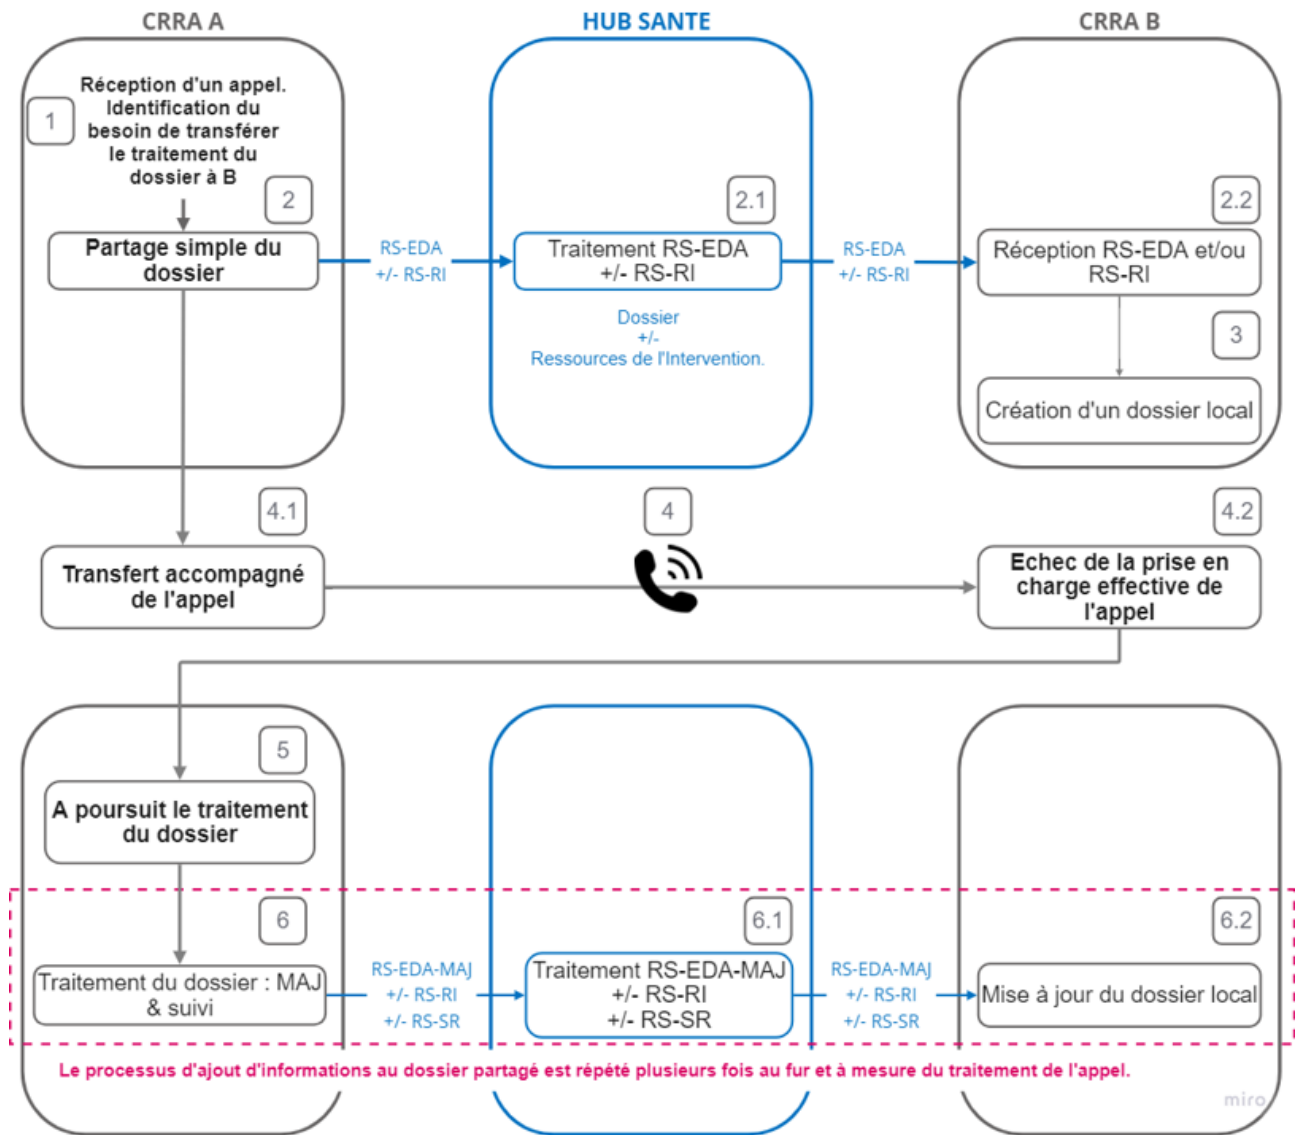 CRRA A
HUB SANTE
CRRA B
1
Réception d'un appel.
Identification du
besoin de transférer
le traitement du
dossier à B
2
2.1
2.2
Partage simple du
dossier
RS-EDA
+/- RS-RI
Traitement RS-EDA
+/- RS-RI
RS-EDA
+/- RS-RI
Réception RS-EDA et/ou
RS-RI
Dossier
+/-
Ressources de l'Intervention.
3
Création d'un dossier local
4.1
4
4.2
Transfert accompagné
de l'appel
Echec de la prise en
charge effective de
l'appel
5
A poursuit le traitement
du dossier
6
6.1
6.2
Traitement du dossier : MAJ
& suivi
RS-EDA-MAJ
+/- RS-RI
+/- RS-SR
Traitement RS-EDA-MAJ
+/- RS-RI
+/- RS-SR
RS-EDA-MAJ
+/- RS-RI
+/- RS-SR
Mise à jour du dossier local
Le processus d'ajout d'informations au dossier partagé est répété plusieurs fois au fur et à mesure du traitement de l'appel.
miro